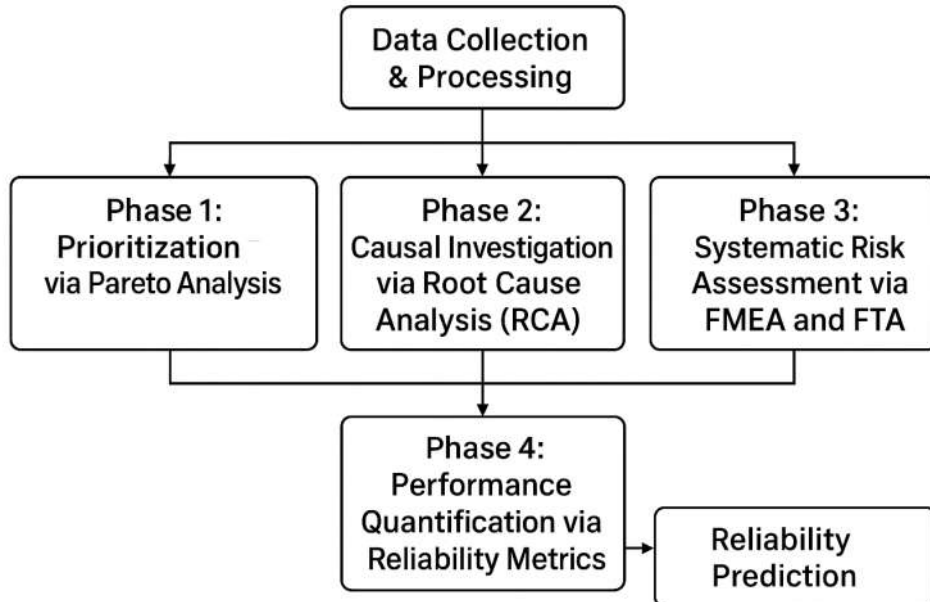 Data Collection
& Processing
Phase 1:
Prioritization
via Pareto Analysis
Phase 2:
Causal Investigation
via Root Cause
Analysis (RCA)
Phase 3:
Systematic Risk
Assessment via
FMEA and FTA
Phase 4:
Performance
Quantification via
Reliability Metrics
Reliability
Prediction